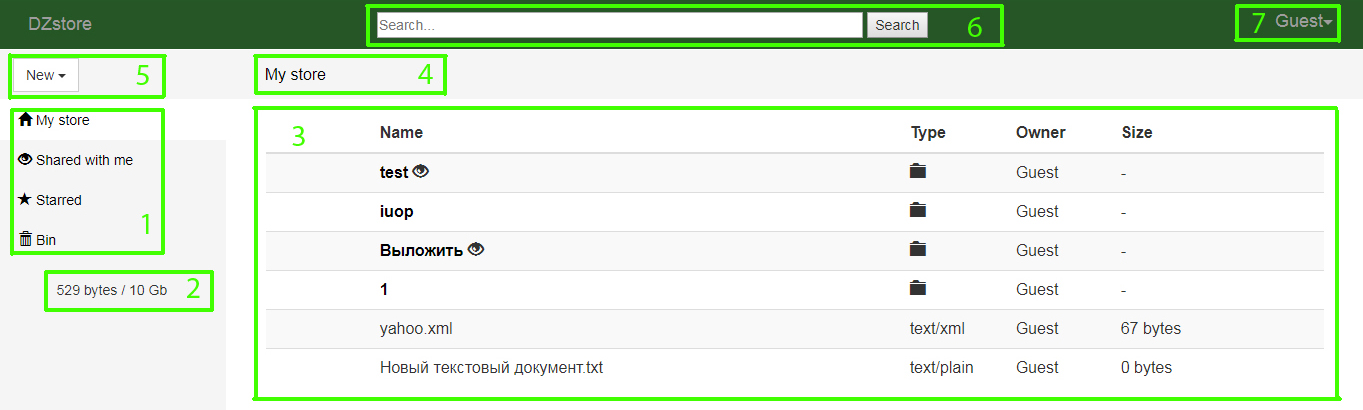 DZstore
Search...
Search
6
7
Guest
New
5
My store
4
My store
Shared with me
Starred
1
Bin
529 bytes / 10 Gb
2
3
Name Type Owner Size
test Guest -
iuop Guest -
Выложить Guest -
1 Guest -
yahoo.xml text/xml Guest 67 bytes
Новый текстовый документ.txt text/plain Guest 0 bytes